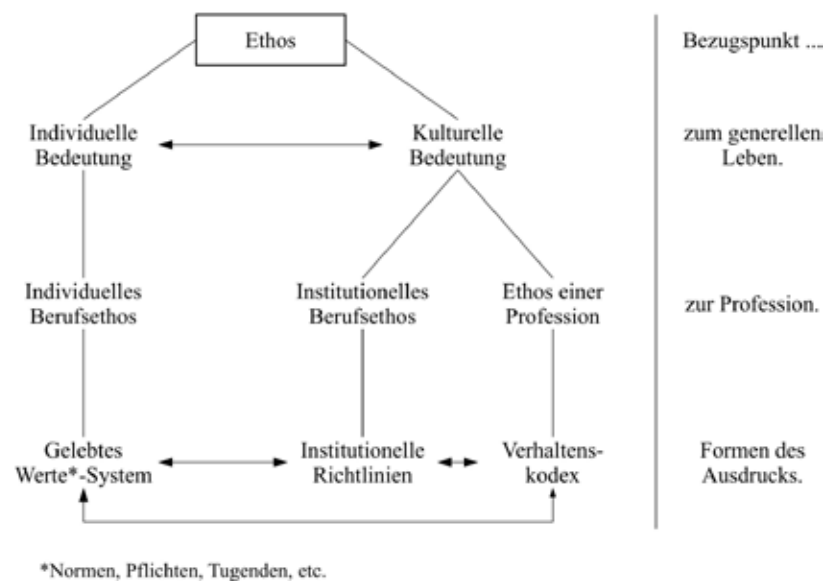 Ethos
Bezugspunkt ...
Individuelle
Bedeutung
Kulturelle
Bedeutung
zum generellen
Leben.
Individuelles
Berufsethos
Institutionelles
Berufsethos
Ethos einer
Profession
zur Profession.
Gelebtes
Werte*-System
Institutionelle
Richtlinien
Verhaltens-
kodex
Formen des
Ausdrucks.
*Normen, Pflichten, Tugenden, etc.